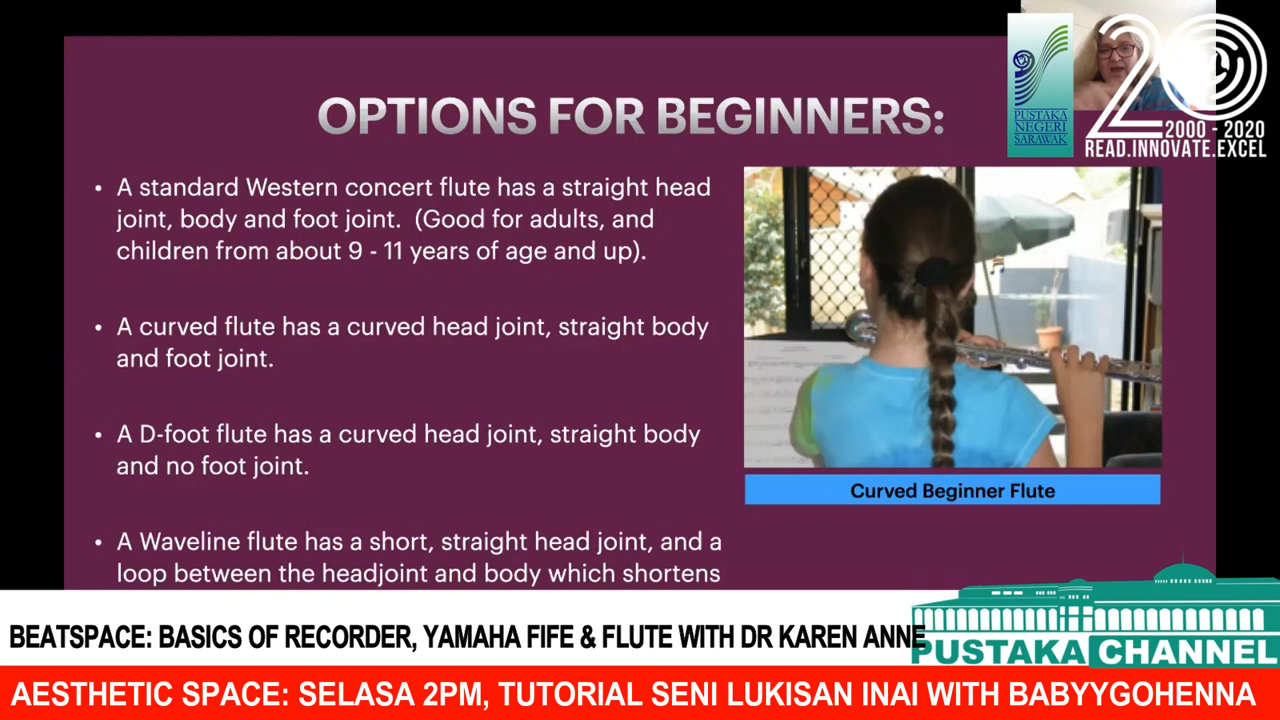 OPTIONS FOR BEGINNERS:
PUSTAKA
NEGERI
SARAWAK
20
2000 - 2020
READ.INNOVATE.EXCEL
• A standard Western concert flute has a straight head
joint, body and foot joint. (Good for adults, and
children from about 9 - 11 years of age and up).
• A curved flute has a curved head joint, straight body
and foot joint.
• A D-foot flute has a curved head joint, straight body
and no foot joint.
• A Waveline flute has a short, straight head joint, and a
loop between the headjoint and body which shortens
Curved Beginner Flute
BEATSPACE: BASICS OF RECORDER, YAMAHA FIFE & FLUTE WITH DR KAREN ANNE
PUSTAKA CHANNEL
AESTHETIC SPACE: SELASA 2PM, TUTORIAL SENI LUKISAN INAI WITH BABYYGOHENNA